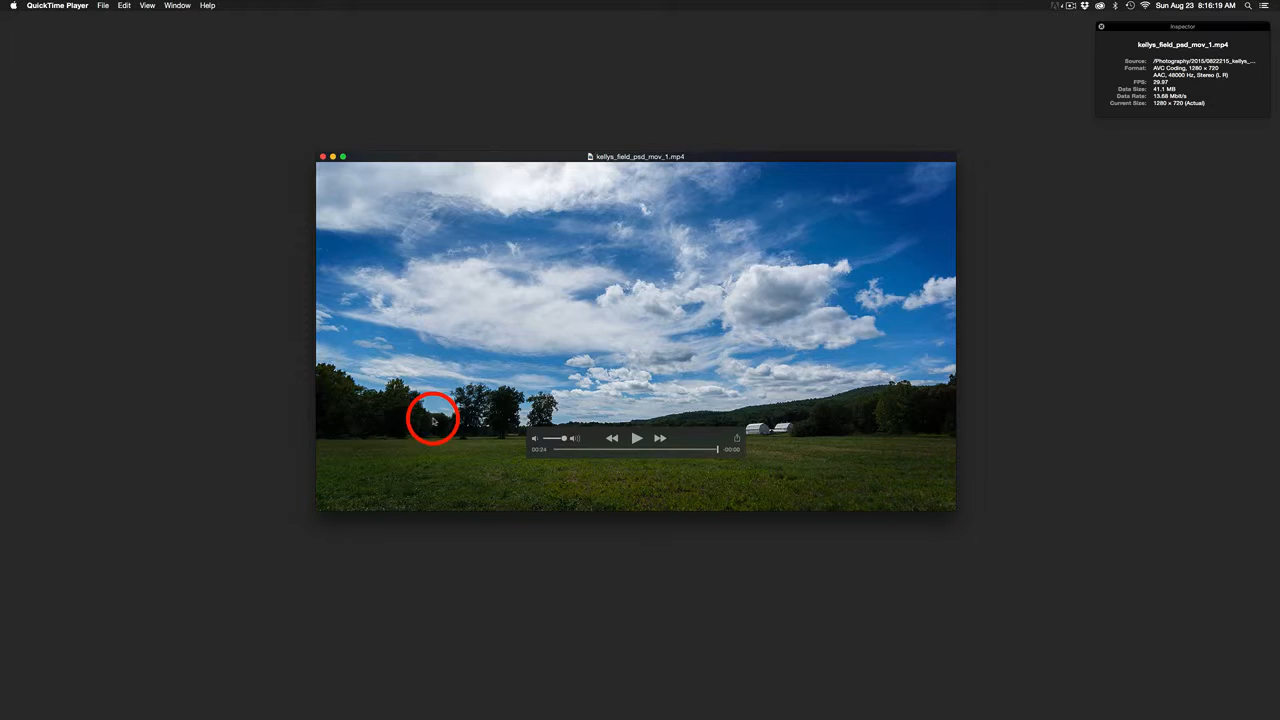 QuickTime Player File Edit View Window Help
Sun Aug 23 8:16:19 AM
Inspector
kellys_field_psd_mov_1.mp4
Source: /Photography/2015/0822215_kellys_...
Format: AVC Coding, 1280 × 720
AAC, 48000 Hz, Stereo (L R)
FPS: 29.97
Data Size: 41.1 MB
Data Rate: 13.68 Mbit/s
Current Size: 1280 × 720 (Actual)
kellys_field_psd_mov_1.mp4
00:24
-00:00